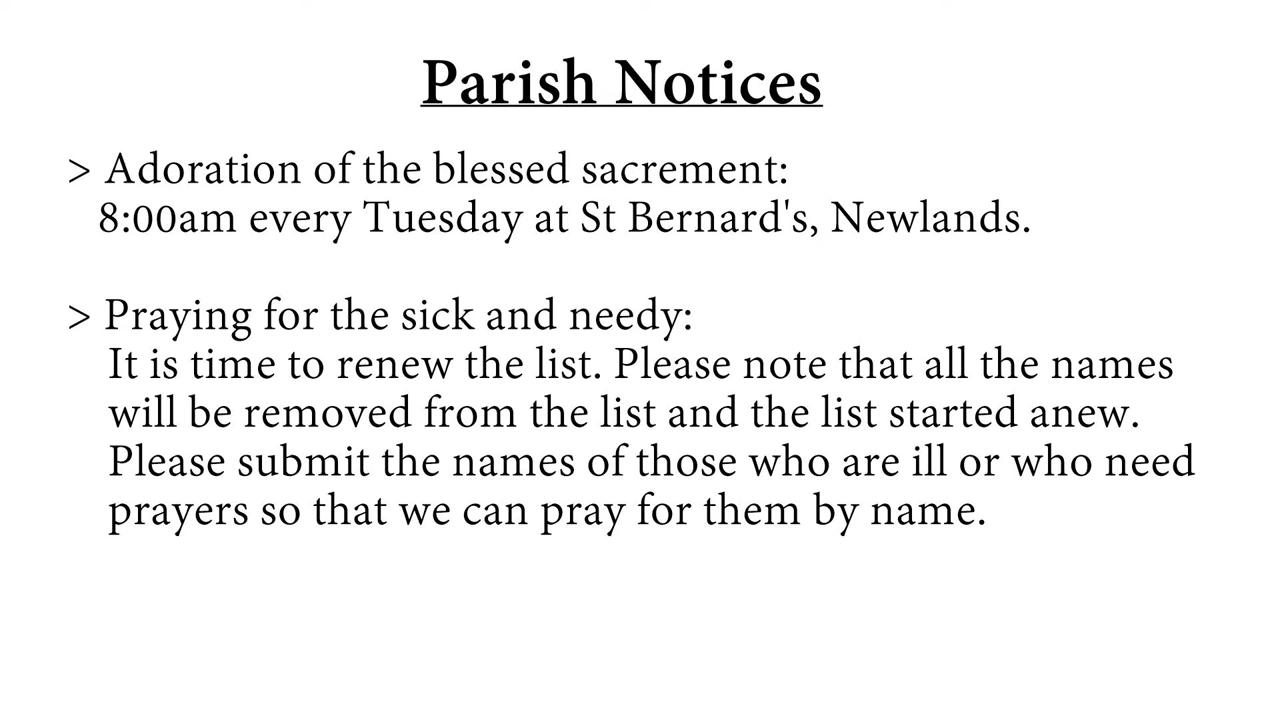 Parish Notices
> Adoration of the blessed sacrement:
8:00am every Tuesday at St Bernard's, Newlands.
> Praying for the sick and needy:
It is time to renew the list. Please note that all the names
will be removed from the list and the list started anew.
Please submit the names of those who are ill or who need
prayers so that we can pray for them by name.